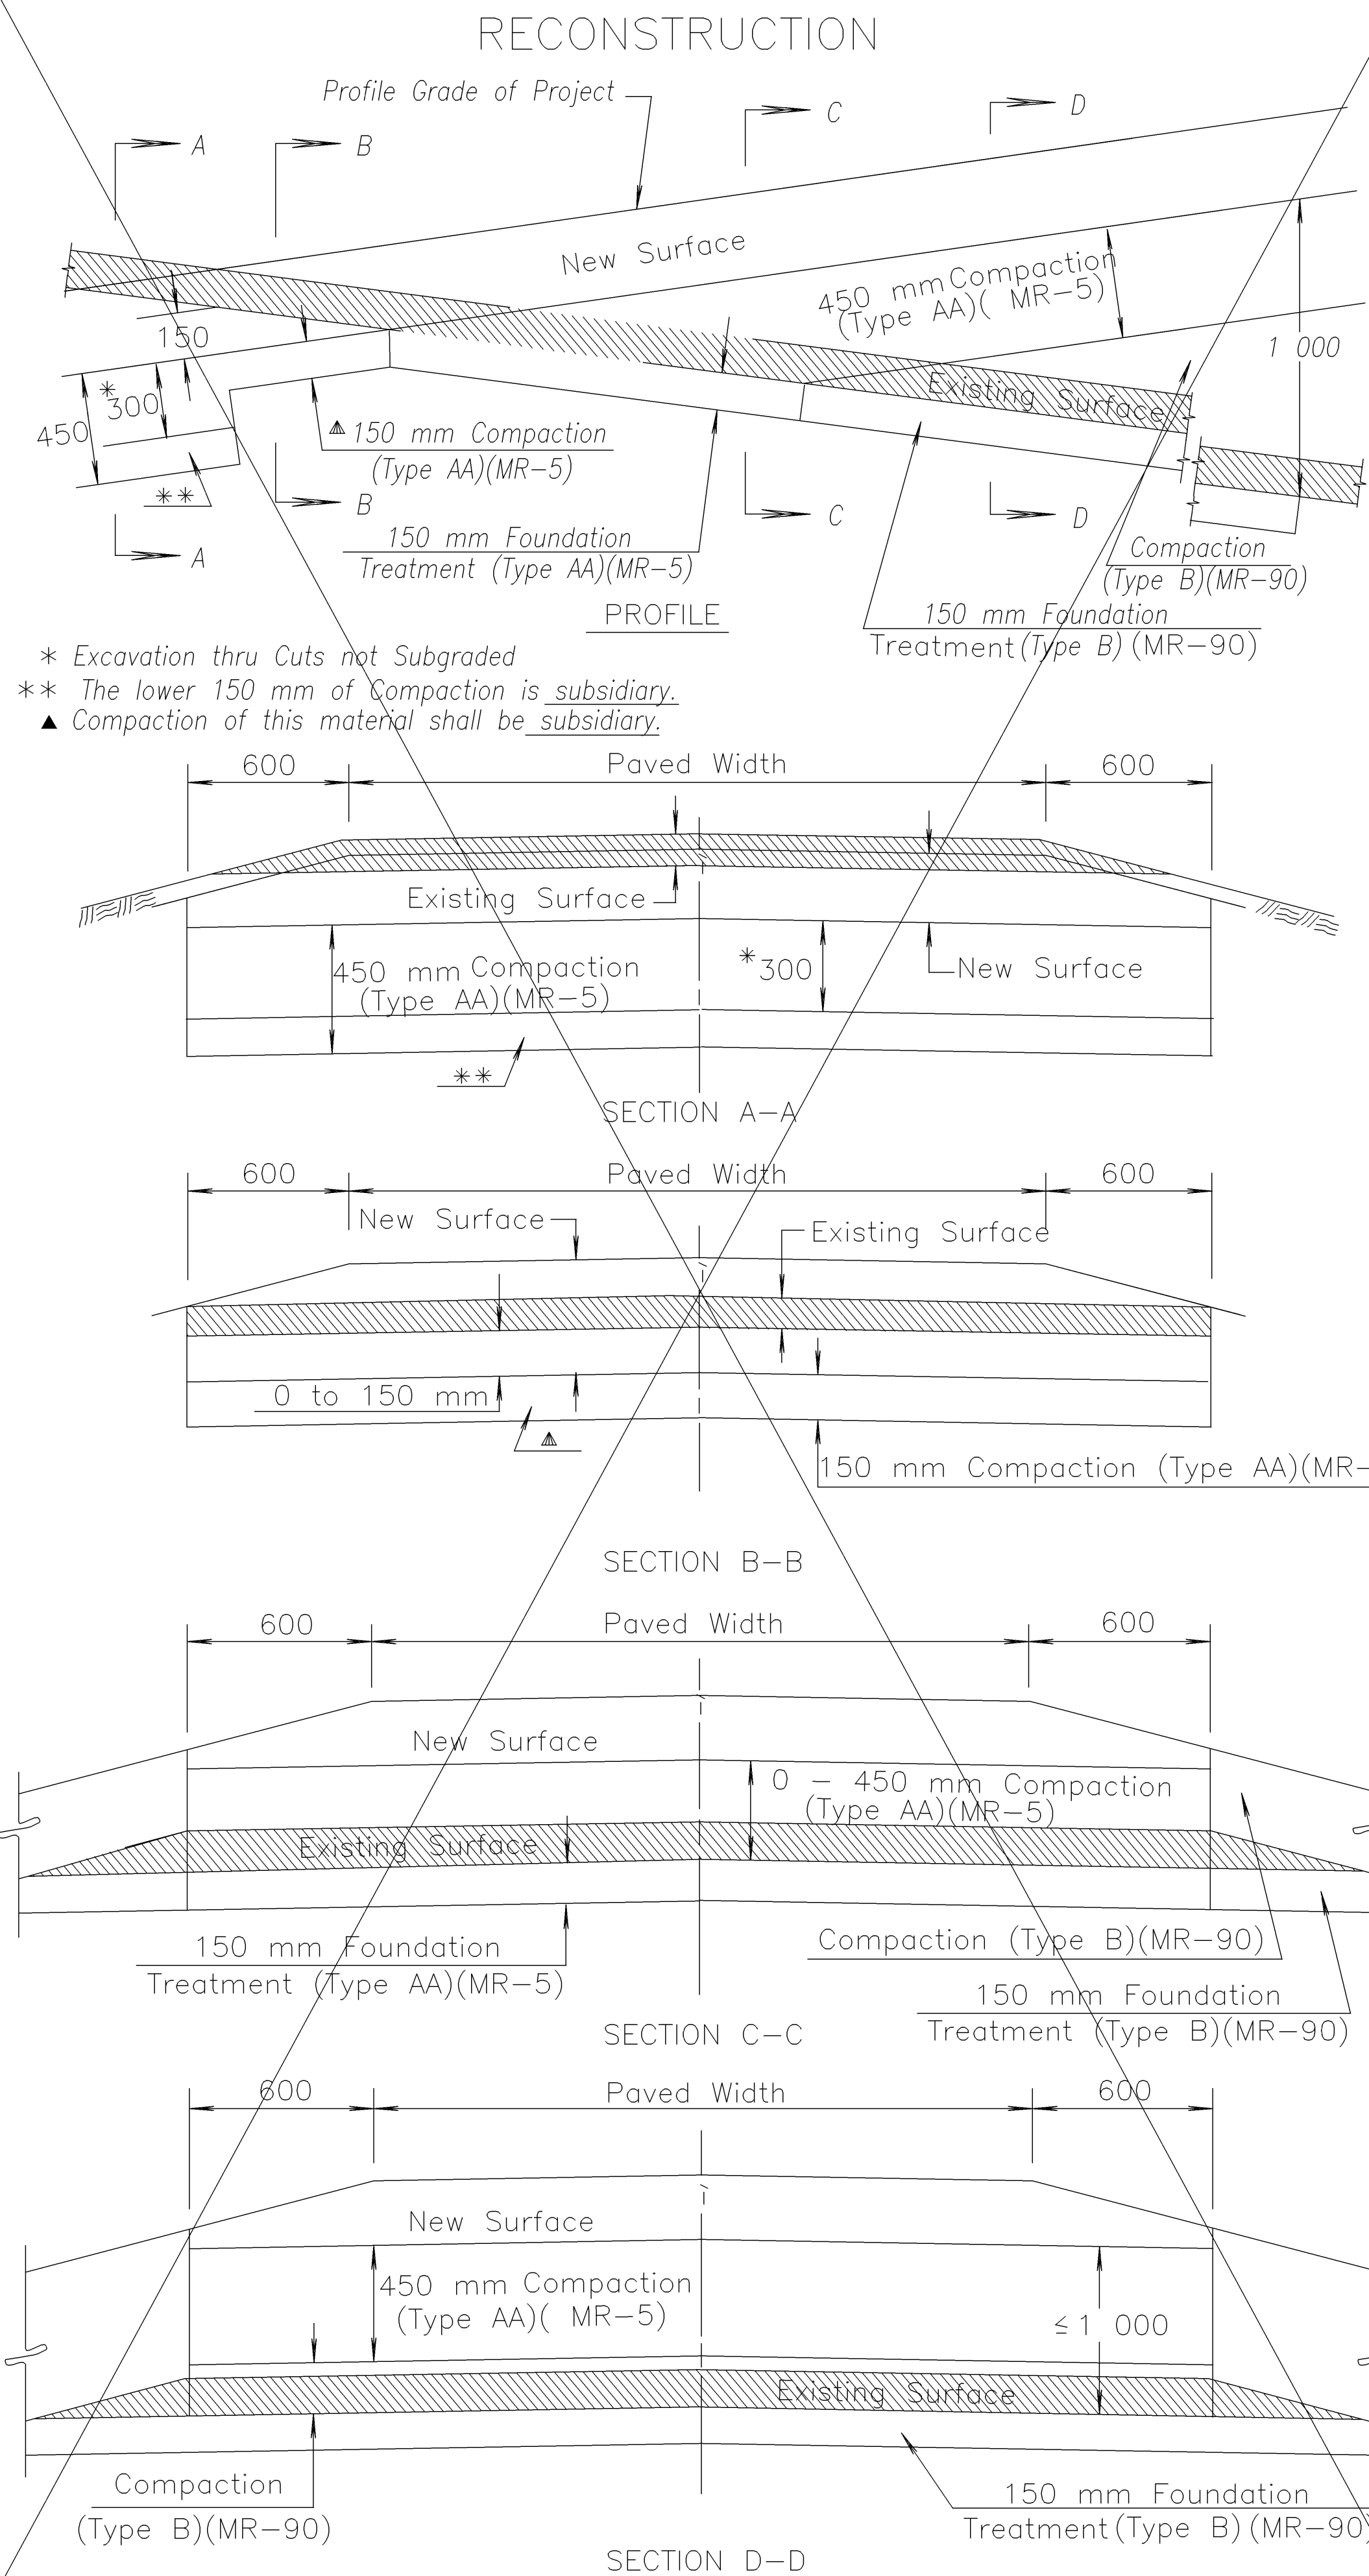 RECONSTRUCTION
Profile Grade of Project
A
B
C
D
New Surface
450 mm Compaction
(Type AA)( MR-5)
1 000
150
*
300
450
Existing Surface
▲ 150 mm Compaction
(Type AA)(MR-5)
**
B
C
D
A
150 mm Foundation
Treatment (Type AA)(MR-5)
Compaction
(Type B)(MR-90)
PROFILE
150 mm Foundation
Treatment (Type B) (MR-90)
* Excavation thru Cuts not Subgraded
** The lower 150 mm of Compaction is subsidiary.
▲ Compaction of this material shall be subsidiary.
600
Paved Width
600
Existing Surface
450 mm Compaction
(Type AA)(MR-5)
*300
New Surface
**
SECTION A-A
600
Paved Width
600
New Surface
Existing Surface
0 to 150 mm
▲
150 mm Compaction (Type AA)(MR-
SECTION B-B
600
Paved Width
600
New Surface
0 - 450 mm Compaction
(Type AA)(MR-5)
Existing Surface
150 mm Foundation
Treatment (Type AA)(MR-5)
Compaction (Type B)(MR-90)
150 mm Foundation
Treatment (Type B)(MR-90)
SECTION C-C
600
Paved Width
600
New Surface
450 mm Compaction
(Type AA)( MR-5)
≤ 1 000
Existing Surface
Compaction
(Type B)(MR-90)
150 mm Foundation
Treatment (Type B) (MR-90)
SECTION D-D